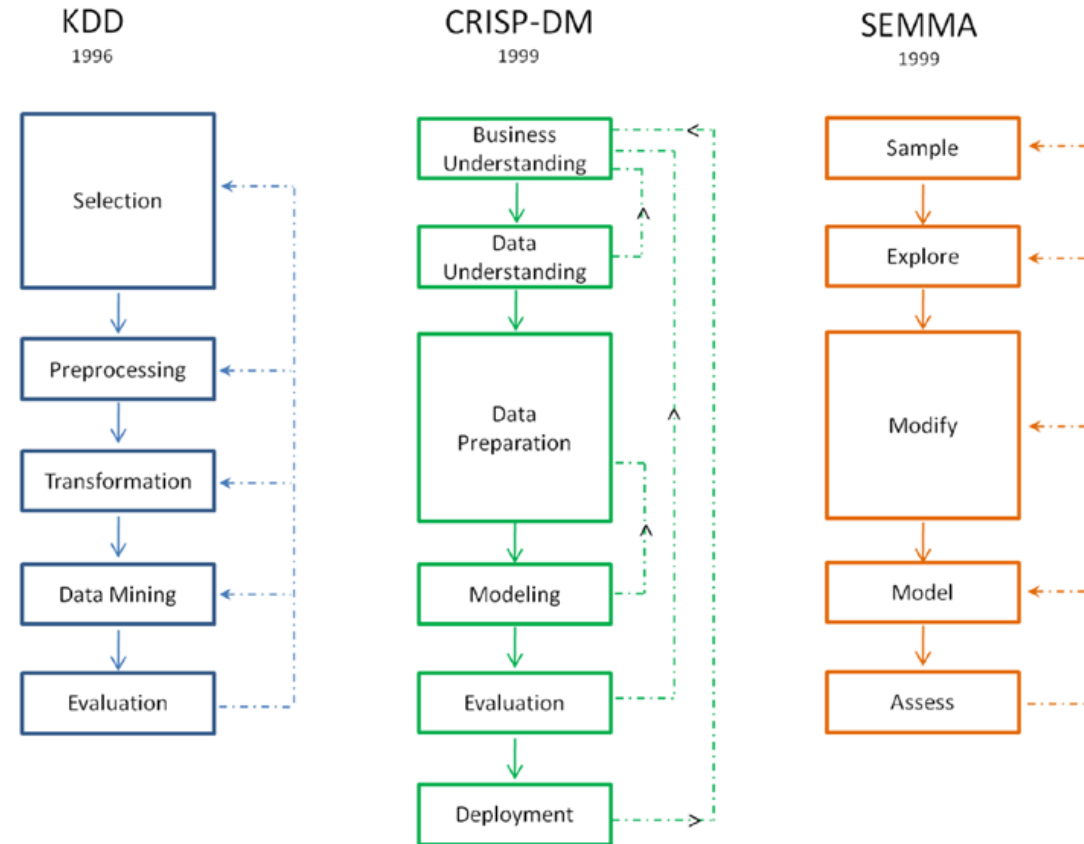 KDD
1996
Selection
Preprocessing
Transformation
Data Mining
Evaluation
CRISP-DM
1999
Business
Understanding
Data
Understanding
Data
Preparation
Modeling
Evaluation
Deployment
SEMMA
1999
Sample
Explore
Modify
Model
Assess